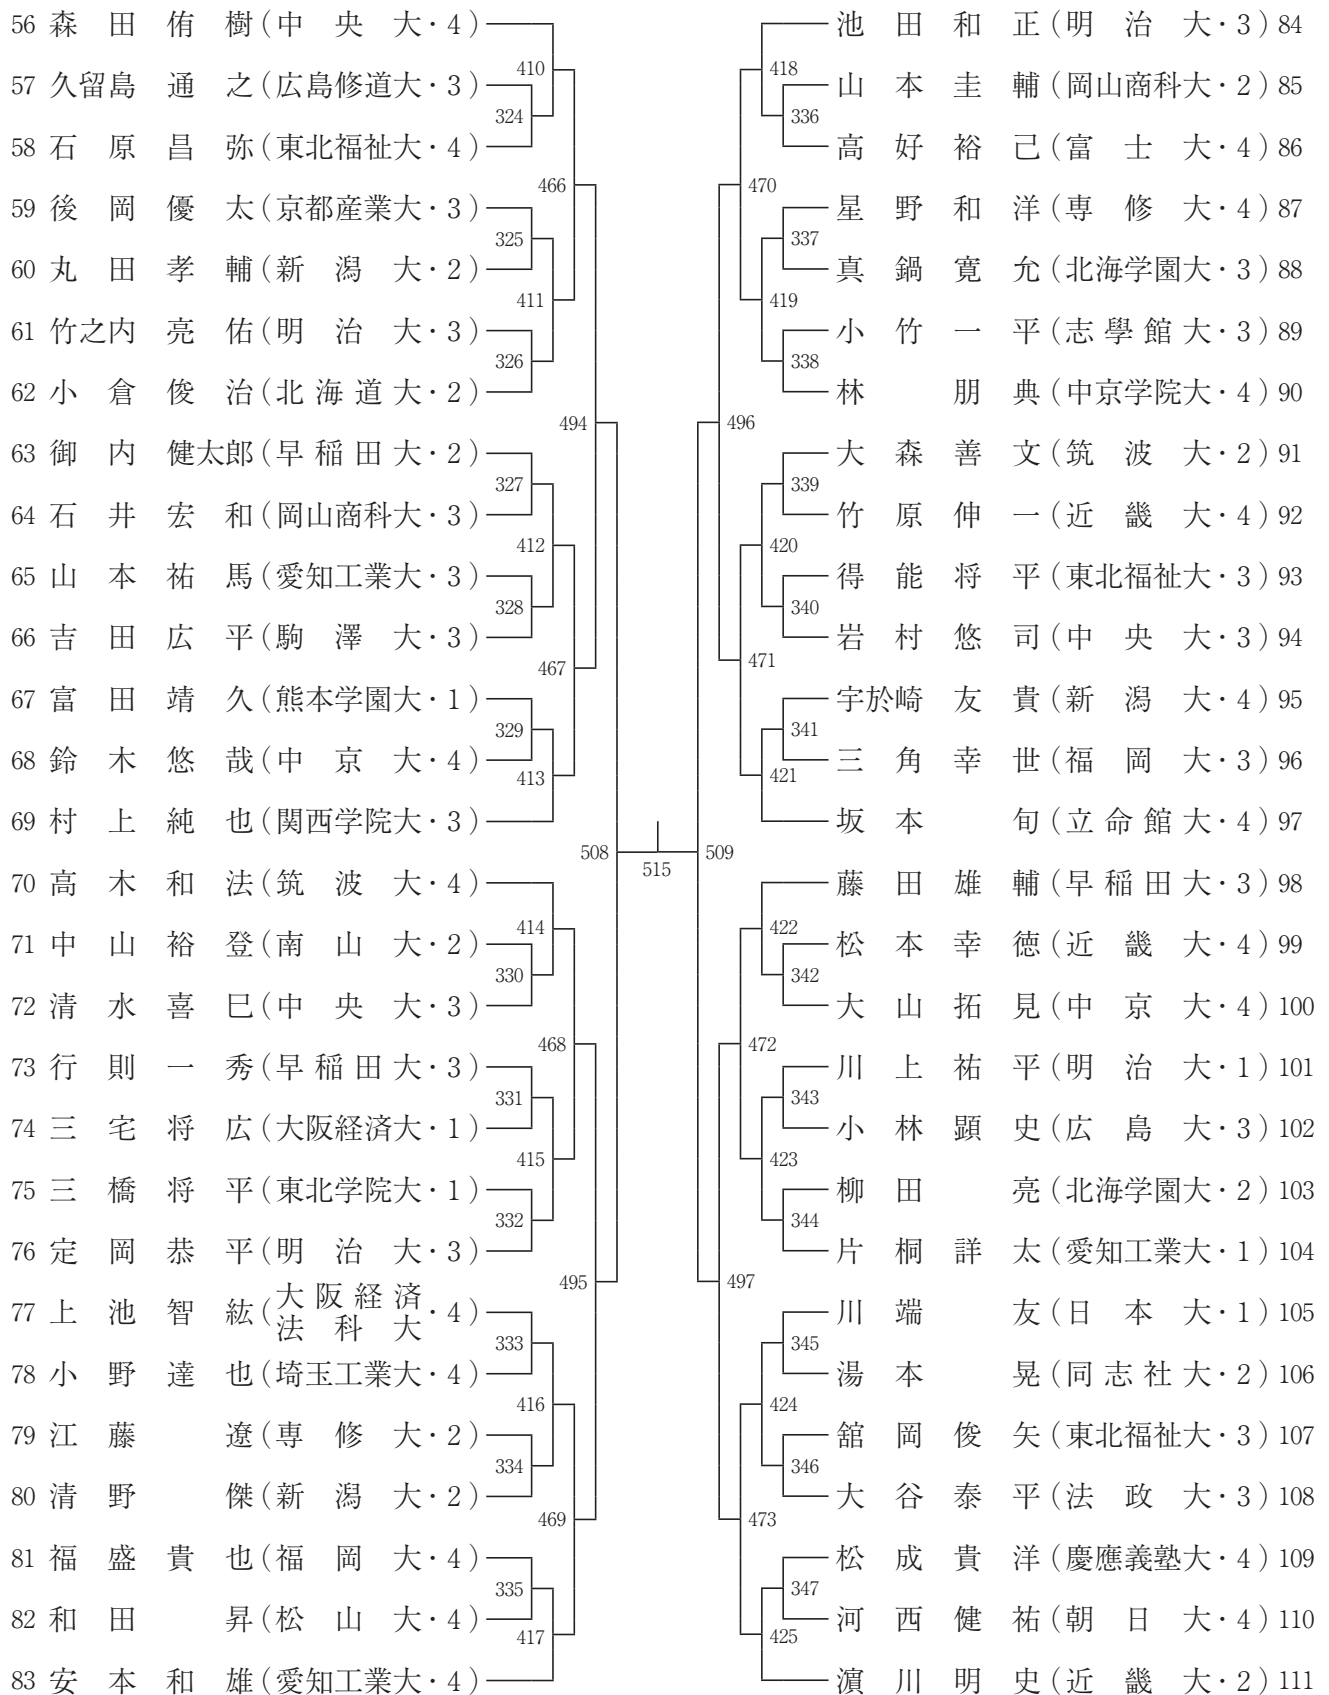 56 森田侑樹(中央大・4)
410
57 久留島通之(広島修道大・3)
324
58 石原昌弥(東北福祉大・4)
466
59 後岡優太(京都産業大・3)
325
60 丸田孝輔(新潟大・2)
411
61 竹之内亮佑(明治大・3)
326
62 小倉俊治(北海道大・2)
494
63 御内健太郎(早稲田大・2)
327
64 石井宏和(岡山商科大・3)
412
65 山本祐馬(愛知工業大・3)
328
66 吉田広平(駒澤大・3)
467
67 富田靖久(熊本学園大・1)
329
68 鈴木悠哉(中京大・4)
413
69 村上純也(関西学院大・3)
508
70 高木和法(筑波大・4)
414
71 中山裕登(南山大・2)
330
72 清水喜巳(中央大・3)
468
73 行則一秀(早稲田大・3)
331
74 三宅将広(大阪経済大・1)
415
75 三橋将平(東北学院大・1)
332
76 定岡恭平(明治大・3)
495
77 上池智紘(大阪経済法科大・4)
333
78 小野達也(埼玉工業大・4)
416
79 江藤遼(専修大・2)
334
80 清野傑(新潟大・2)
469
81 福盛貴也(福岡大・4)
335
82 和田昇(松山大・4)
417
83 安本和雄(愛知工業大・4)
515
池田和正(明治大・3) 84
418
山本圭輔(岡山商科大・2) 85
336
高好裕己(富士大・4) 86
470
星野和洋(専修大・4) 87
337
真鍋寛允(北海学園大・3) 88
419
小竹一平(志學館大・3) 89
338
林朋典(中京学院大・4) 90
496
大森善文(筑波大・2) 91
339
竹原伸一(近畿大・4) 92
420
得能将平(東北福祉大・3) 93
340
岩村悠司(中央大・3) 94
471
宇於崎友貴(新潟大・4) 95
341
三角幸世(福岡大・3) 96
421
坂本旬(立命館大・4) 97
509
藤田雄輔(早稲田大・3) 98
422
松本幸徳(近畿大・4) 99
342
大山拓見(中京大・4) 100
472
川上祐平(明治大・1) 101
343
小林顕史(広島大・3) 102
423
柳田亮(北海学園大・2) 103
344
片桐詳太(愛知工業大・1) 104
497
川端友(日本大・1) 105
345
湯本晃(同志社大・2) 106
424
舘岡俊矢(東北福祉大・3) 107
346
大谷泰平(法政大・3) 108
473
松成貴洋(慶應義塾大・4) 109
347
河西健祐(朝日大・4) 110
425
濵川明史(近畿大・2) 111